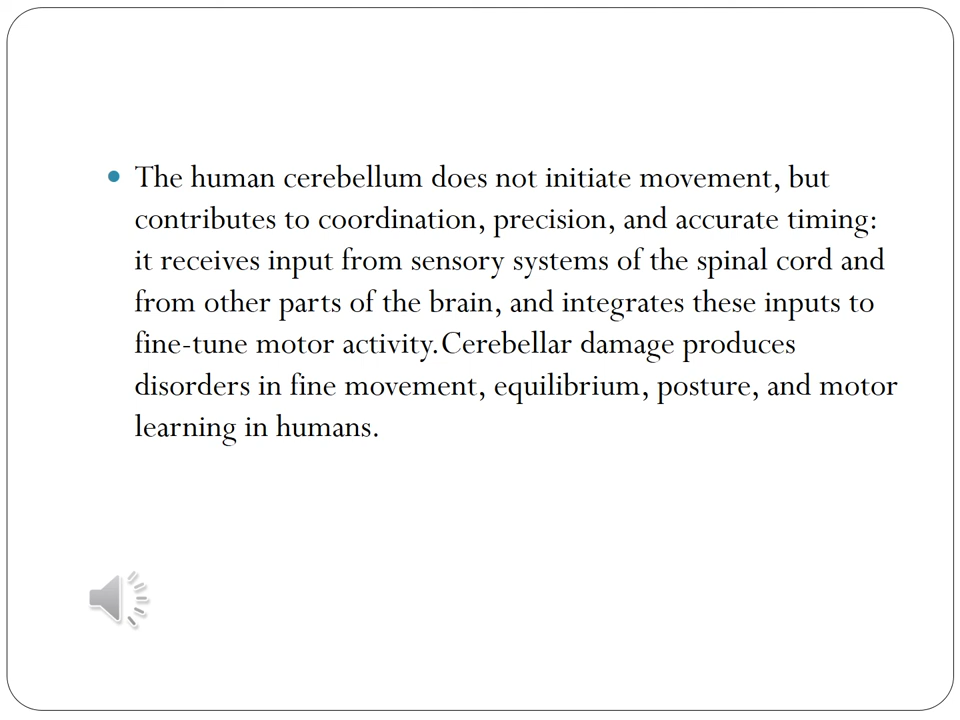 The human cerebellum does not initiate movement, but
contributes to coordination, precision, and accurate timing:
it receives input from sensory systems of the spinal cord and
from other parts of the brain, and integrates these inputs to
fine-tune motor activity.Cerebellar damage produces
disorders in fine movement, equilibrium, posture, and motor
learning in humans.